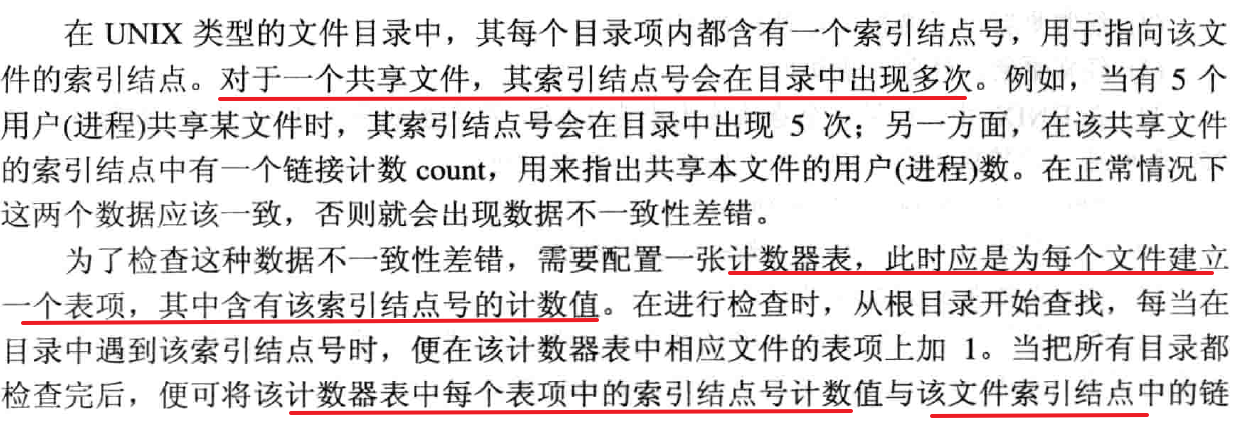 在 UNIX 类型的文件目录中，其每个目录项内都含有一个索引结点号，用于指向该文
件的索引结点。对于一个共享文件，其索引结点号会在目录中出现多次。例如，当有 5 个
用户(进程)共享某文件时，其索引结点号会在目录中出现 5 次；另一方面，在该共享文件
的索引结点中有一个链接计数 count，用来指出共享本文件的用户(进程)数。在正常情况下
这两个数据应该一致，否则就会出现数据不一致性差错。
为了检查这种数据不一致性差错，需要配置一张计数器表，此时应是为每个文件建立
一个表项，其中含有该索引结点号的计数值。在进行检查时，从根目录开始查找，每当在
目录中遇到该索引结点号时，便在该计数器表中相应文件的表项上加 1。当把所有目录都
检查完后，便可将该计数器表中每个表项中的索引结点号计数值与该文件索引结点中的链